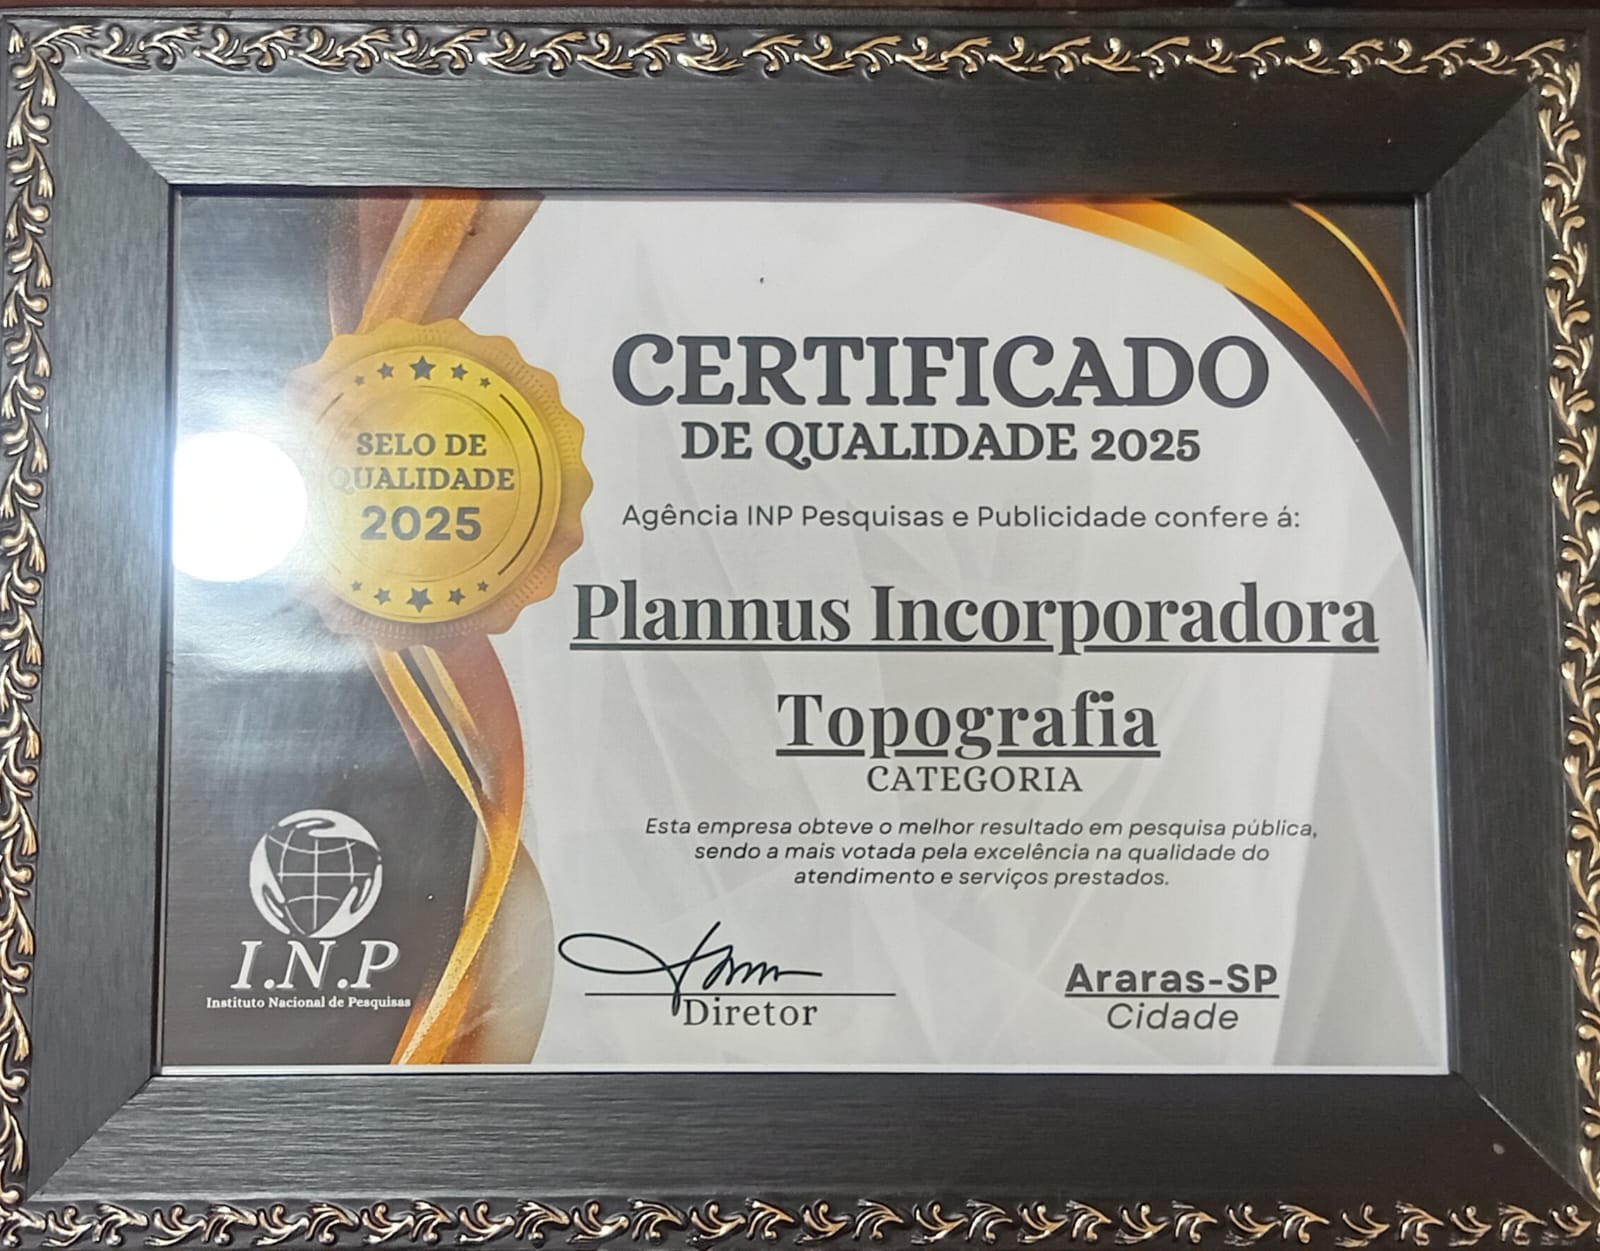 CERTIFICADO
DE QUALIDADE 2025
SELO DE
QUALIDADE
2025
Agência INP Pesquisas e Publicidade confere á:
Plannus Incorporadora
Topografia
CATEGORIA
Esta empresa obteve o melhor resultado em pesquisa pública,
sendo a mais votada pela excelência na qualidade do
atendimento e serviços prestados.
I.N.P
Instituto Nacional de Pesquisas
Diretor
Araras-SP
Cidade